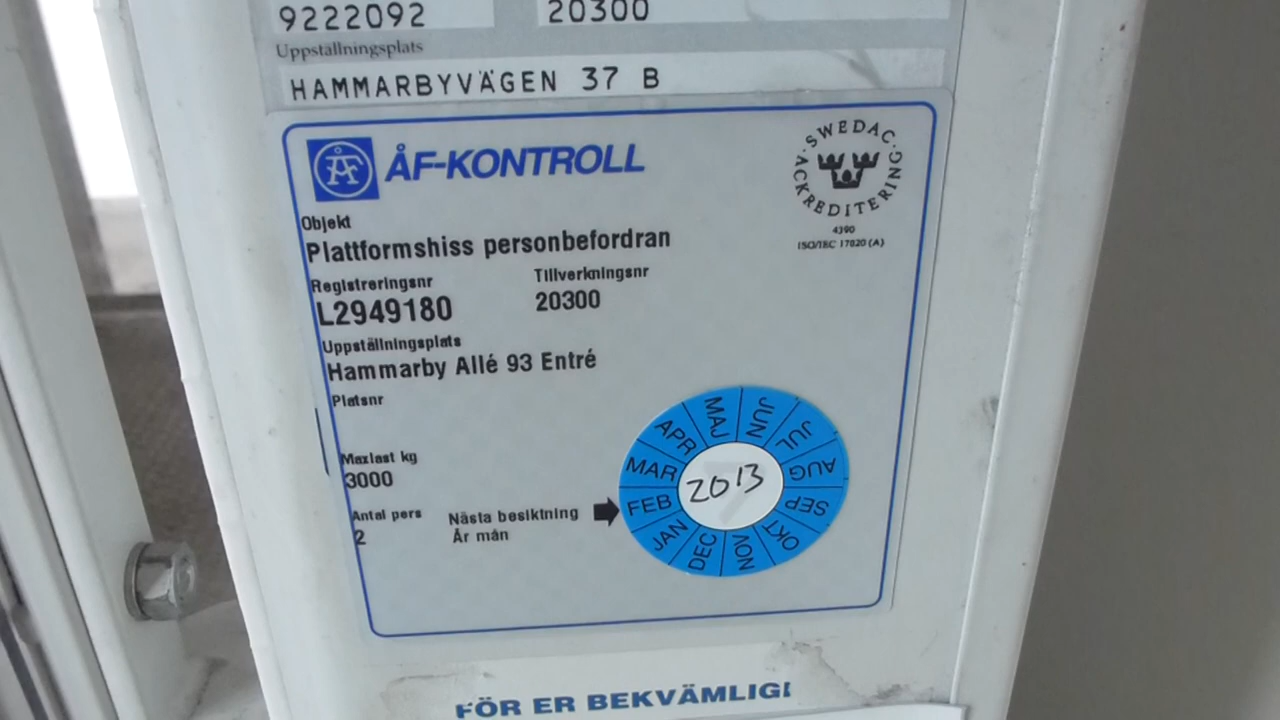 9222092 20300
Uppställningsplats
HAMMARBYVÄGEN 37 B
ÅF ÅF-KONTROLL
SWEDAC ACKREDITERING
4390
ISO/IEC 17020 (A)
Objekt
Plattformshiss personbefordran
Registreringsnr Tillverkningsnr
L2949180 20300
Uppställningsplats
Hammarby Allé 93 Entré
Platsnr
Maxlast kg
3000
Antal pers
2
Nästa besiktning
År mån
JAN FEB MAR APR MAJ JUN JUL AUG SEP OKT NOV DEC
2013
FÖR ER BEKVÄMLIG